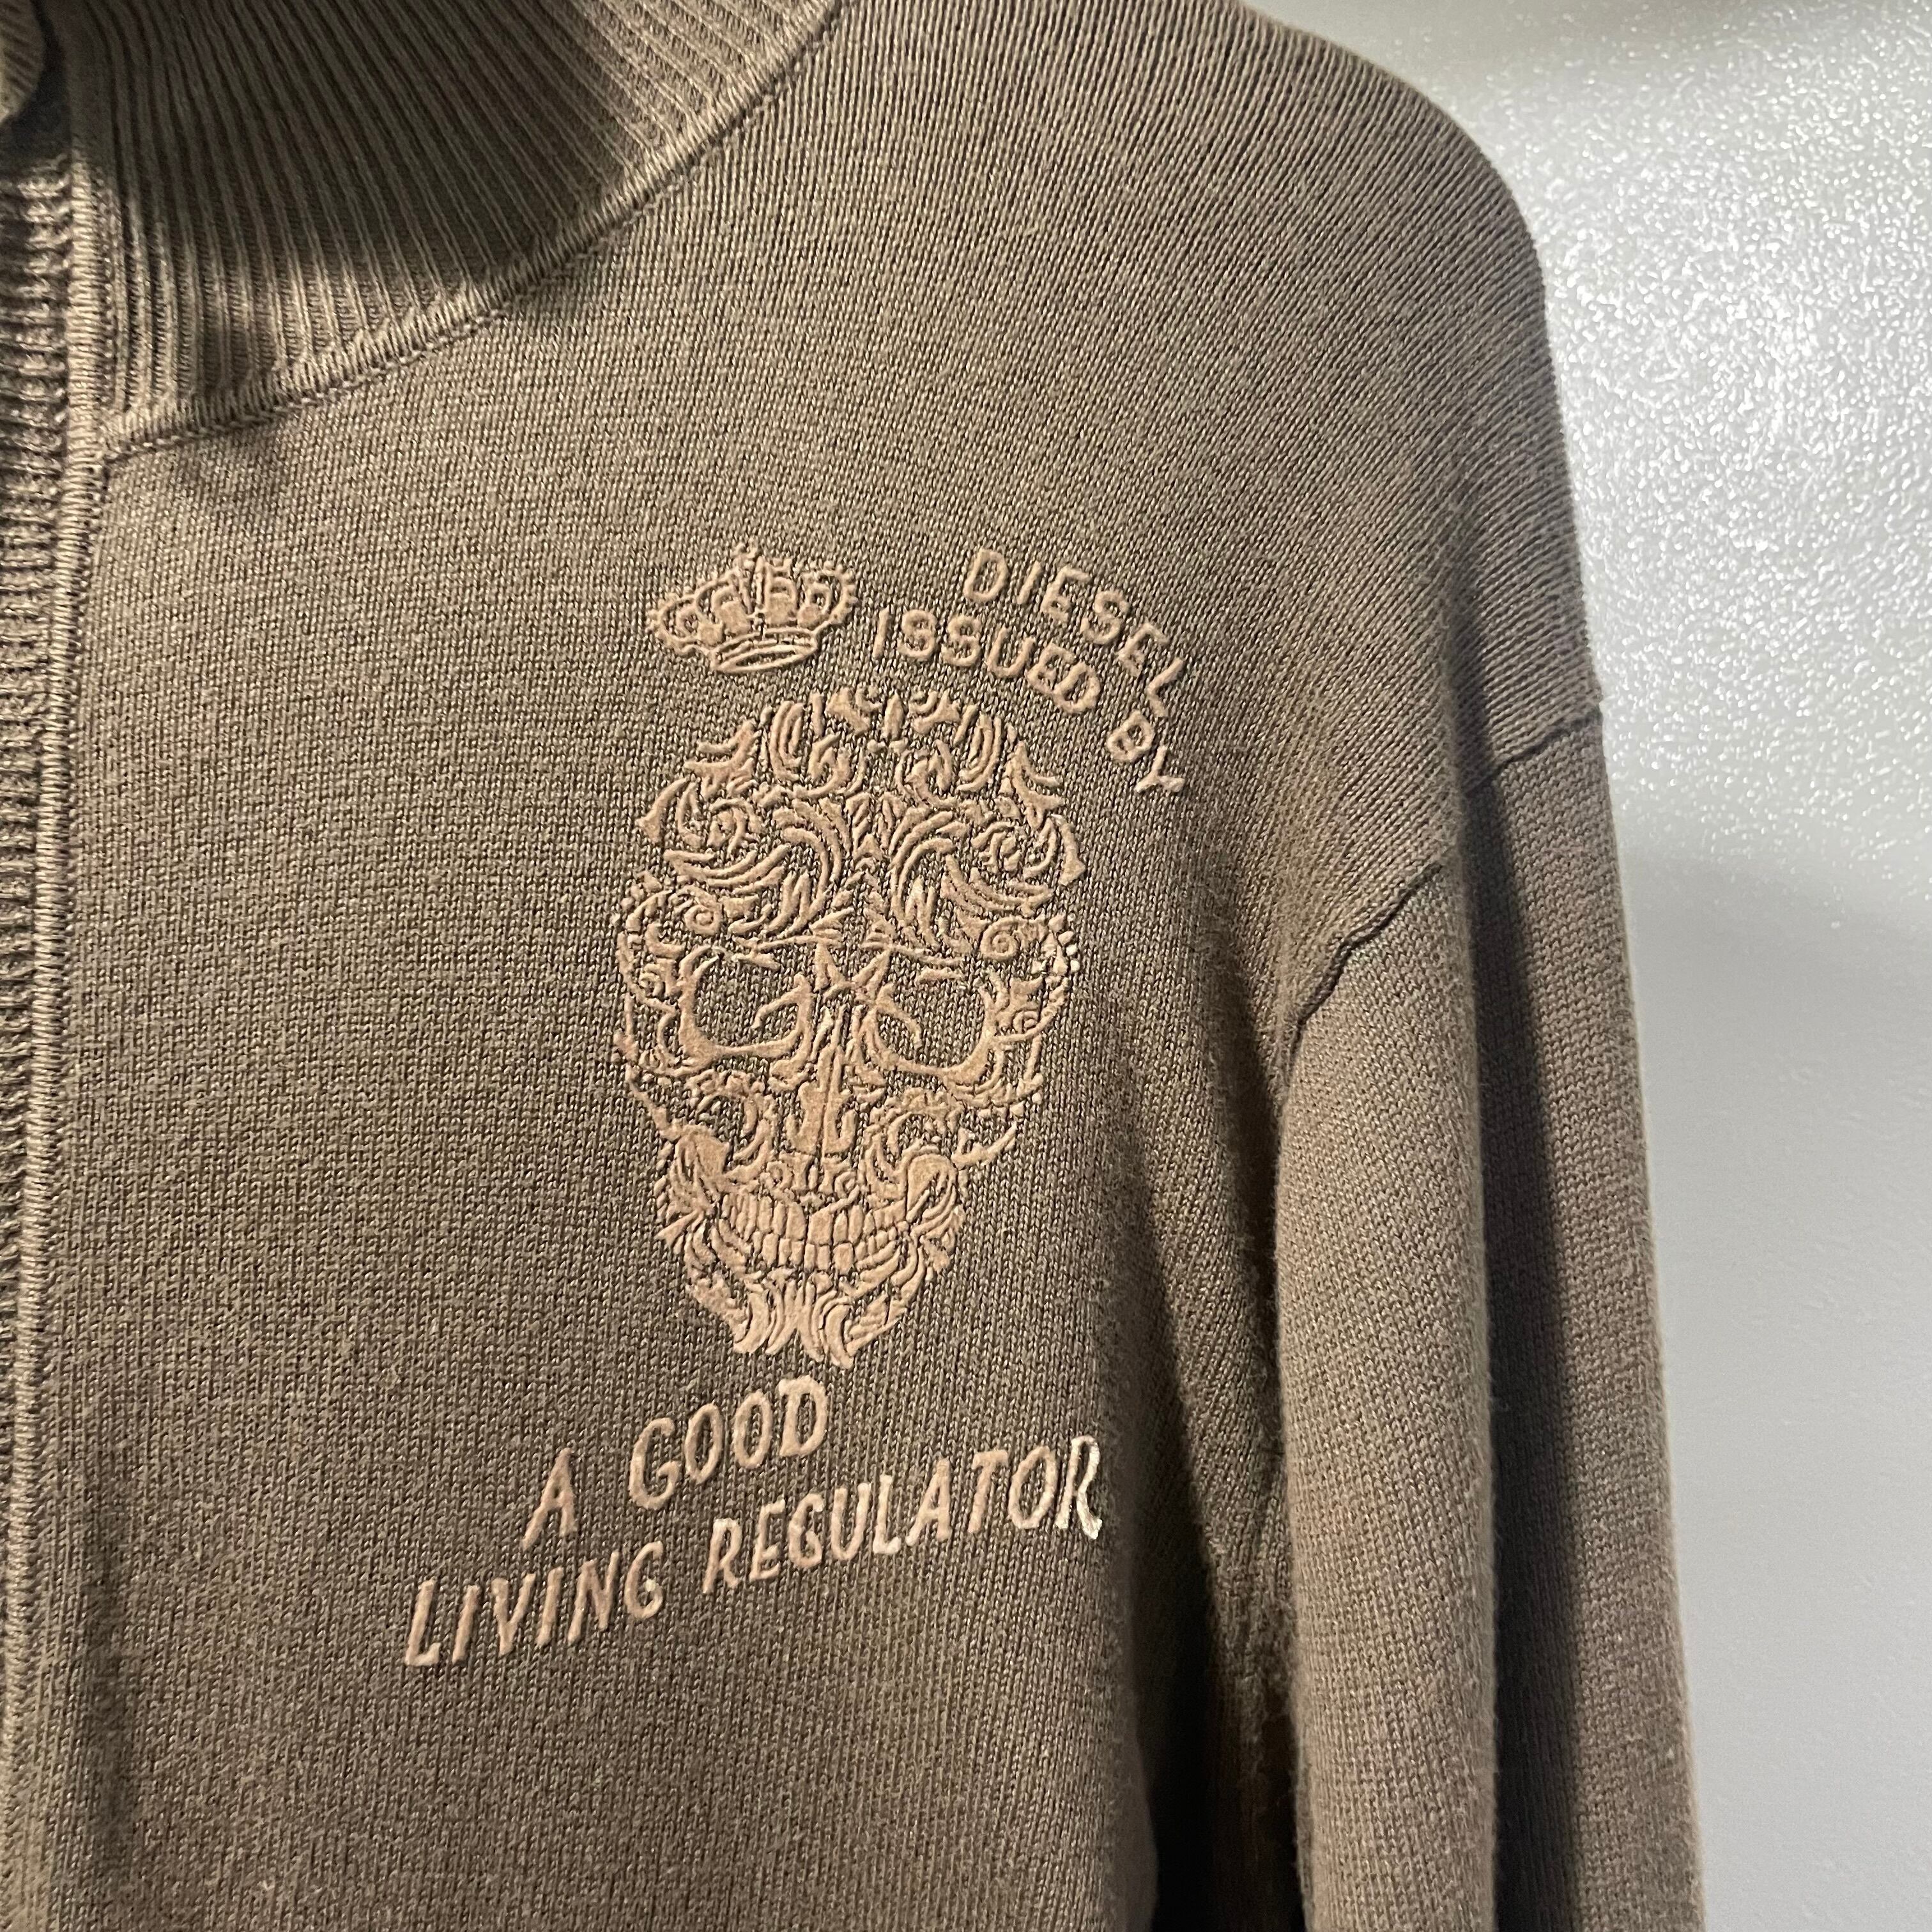 DIESEL
ISSUED BY
A GOOD
LIVING REGULATOR